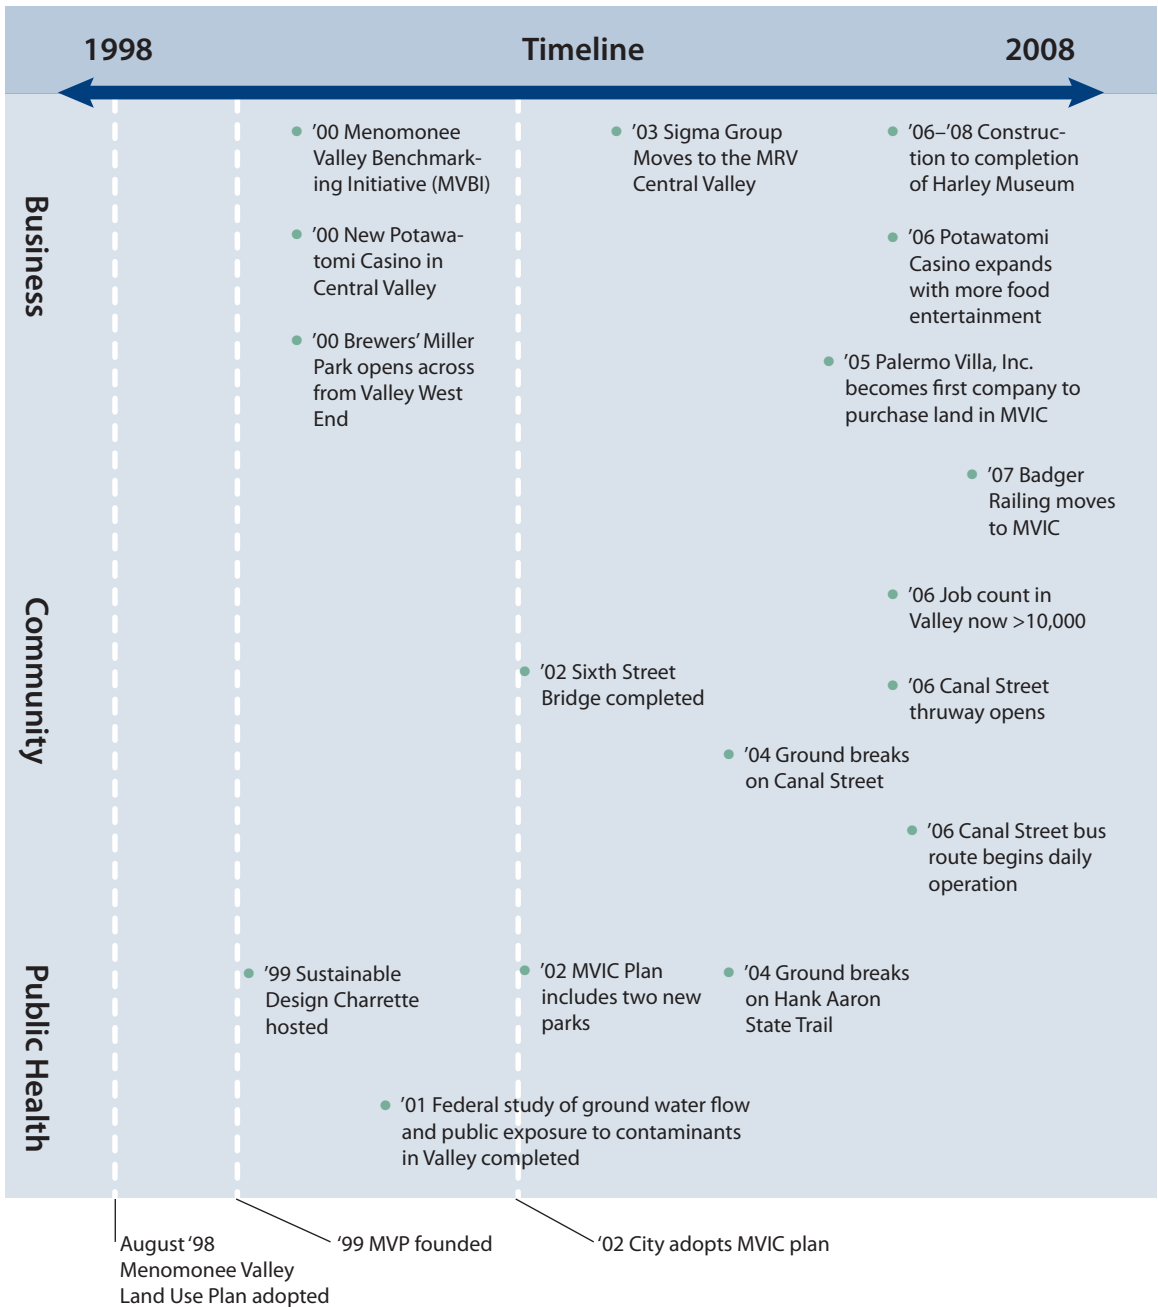 1998 Timeline 2008
Business
’00 Menomonee
Valley Benchmark-
ing Initiative (MVBI)
’00 New Potawa-
tomi Casino in
Central Valley
’00 Brewers’ Miller
Park opens across
from Valley West
End
’03 Sigma Group
Moves to the MRV
Central Valley
’06–’08 Construc-
tion to completion
of Harley Museum
’06 Potawatomi
Casino expands
with more food
entertainment
’05 Palermo Villa, Inc.
becomes first company to
purchase land in MVIC
’07 Badger
Railing moves
to MVIC
Community
’06 Job count in
Valley now >10,000
’02 Sixth Street
Bridge completed
’06 Canal Street
thruway opens
’04 Ground breaks
on Canal Street
’06 Canal Street bus
route begins daily
operation
Public Health
’99 Sustainable
Design Charrette
hosted
’02 MVIC Plan
includes two new
parks
’04 Ground breaks
on Hank Aaron
State Trail
’01 Federal study of ground water flow
and public exposure to contaminants
in Valley completed
August ‘98
Menomonee Valley
Land Use Plan adopted
‘99 MVP founded
‘02 City adopts MVIC plan